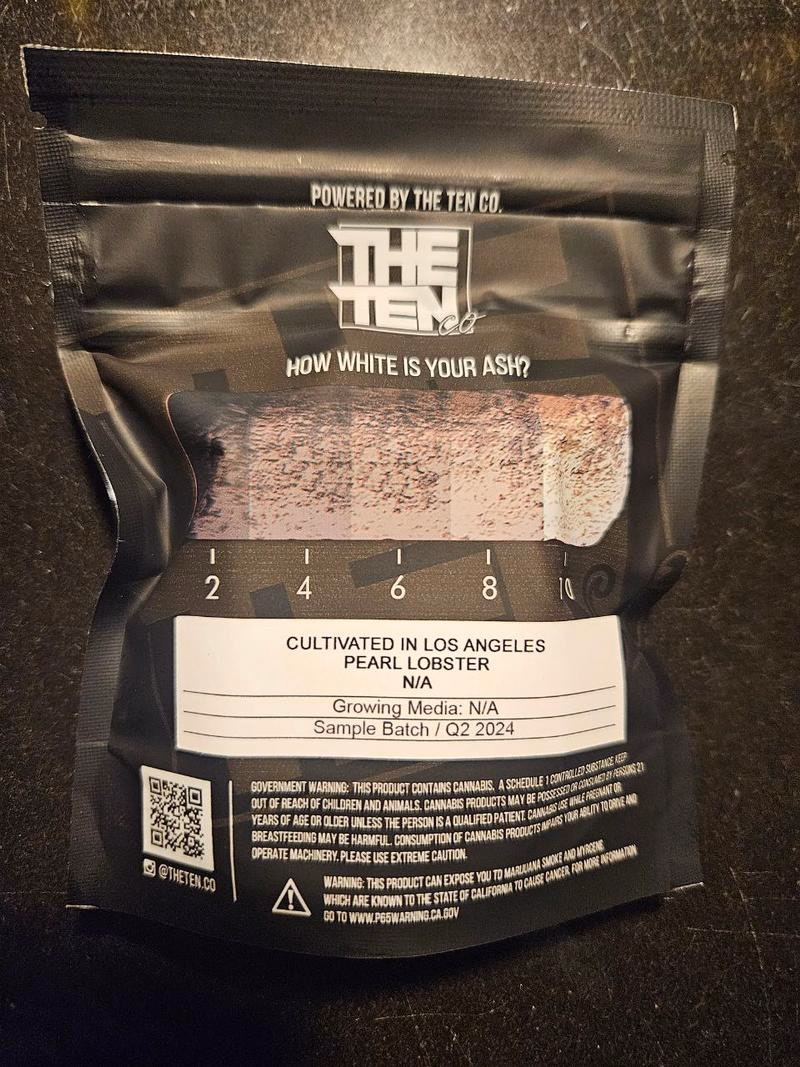 POWERED BY THE TEN CO.
THE
TEN
CO
HOW WHITE IS YOUR ASH?
2 4 6 8 10
CULTIVATED IN LOS ANGELES
PEARL LOBSTER
N/A
Growing Media: N/A
Sample Batch / Q2 2024
GOVERNMENT WARNING: THIS PRODUCT CONTAINS CANNABIS, A SCHEDULE 1 CONTROLLED SUBSTANCE. KEEP
OUT OF REACH OF CHILDREN AND ANIMALS. CANNABIS PRODUCTS MAY BE POSSESSED OR CONSUMED BY PERSONS 21
YEARS OF AGE OR OLDER UNLESS THE PERSON IS A QUALIFIED PATIENT. CANNABIS USE WHILE PREGNANT OR
BREASTFEEDING MAY BE HARMFUL. CONSUMPTION OF CANNABIS PRODUCTS IMPAIRS YOUR ABILITY TO DRIVE AND
OPERATE MACHINERY. PLEASE USE EXTREME CAUTION.
@THETEN.CO
WARNING: THIS PRODUCT CAN EXPOSE YOU TO MARIJUANA SMOKE AND MYRCENE,
WHICH ARE KNOWN TO THE STATE OF CALIFORNIA TO CAUSE CANCER. FOR MORE INFORMATION
GO TO WWW.P65WARNING.CA.GOV